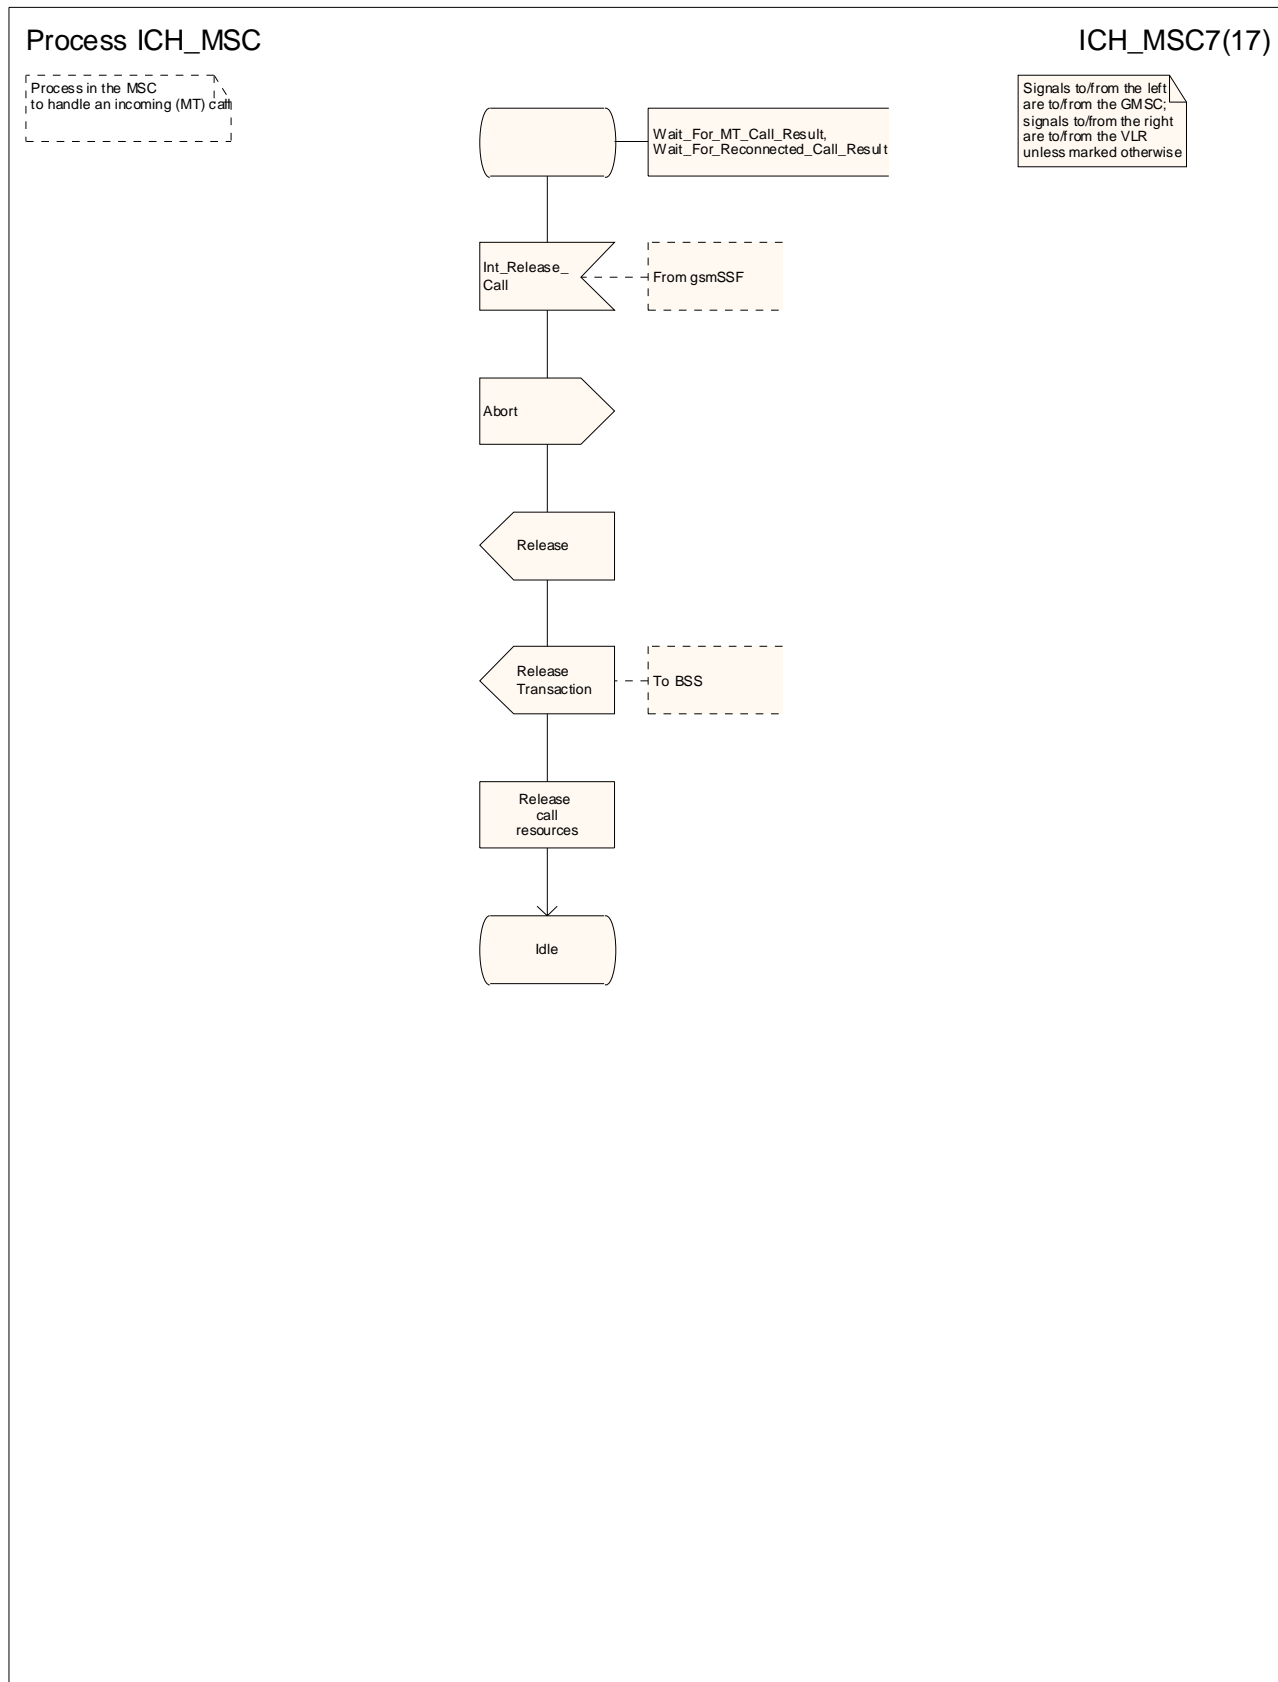 Process ICH_MSC
ICH_MSC7(17)
Process in the MSC
to handle an incoming (MT) call
Signals to/from the left
are to/from the GMSC;
signals to/from the right
are to/from the VLR
unless marked otherwise
Wait_For_MT_Call_Result,
Wait_For_Reconnected_Call_Result
Int_Release_
Call
From gsmSSF
Abort
Release
Release
Transaction
To BSS
Release
call
resources
Idle